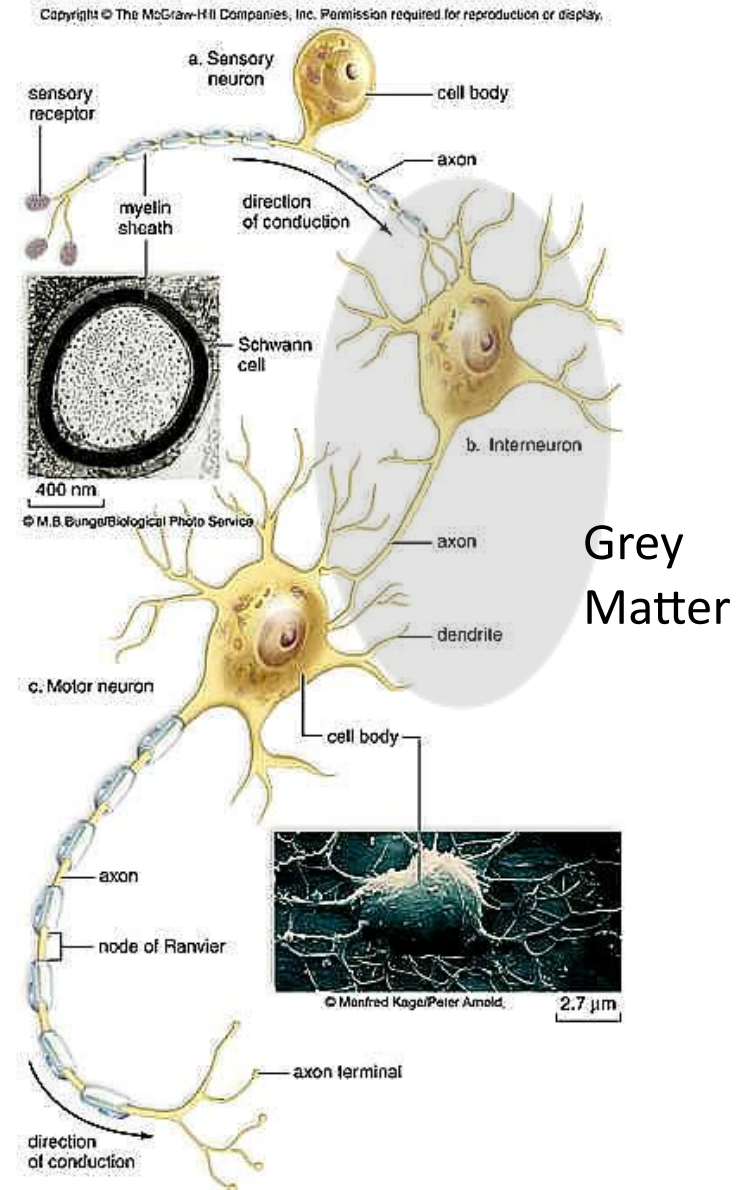 Copyright © The McGraw-Hill Companies, Inc. Permission required for reproduction or display.
a. Sensory
neuron
cell body
sensory
receptor
axon
myelin
sheath
direction
of conduction
Schwann
cell
b. Interneuron
400 nm
© M.B. Bunge/Biological Photo Service
axon
Grey
Matter
dendrite
c. Motor neuron
cell body
axon
node of Ranvier
© Manfred Kage/Peter Arnold,
2.7 µm
axon terminal
direction
of conduction